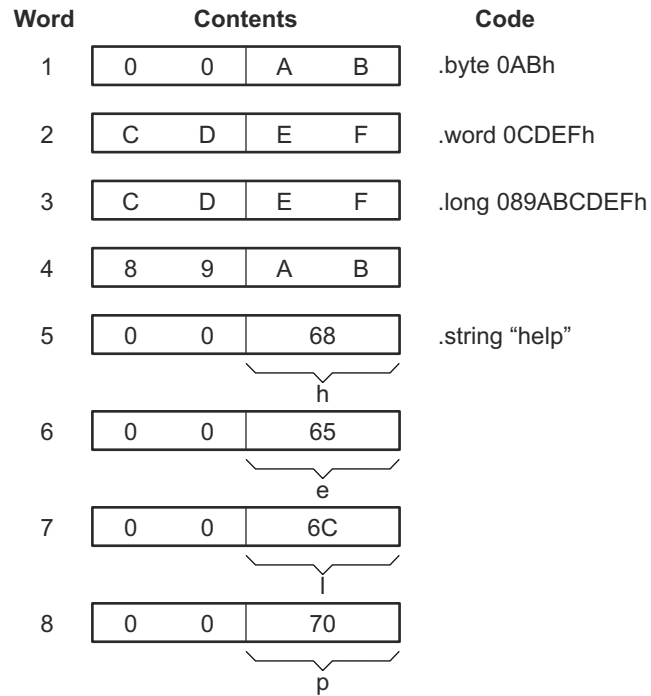 Word Contents Code
1 0 0 A B .byte 0ABh
2 C D E F .word 0CDEFh
3 C D E F .long 089ABCDEFh
4 8 9 A B
5 0 0 68 .string “help”
h
6 0 0 65
e
7 0 0 6C
l
8 0 0 70
p